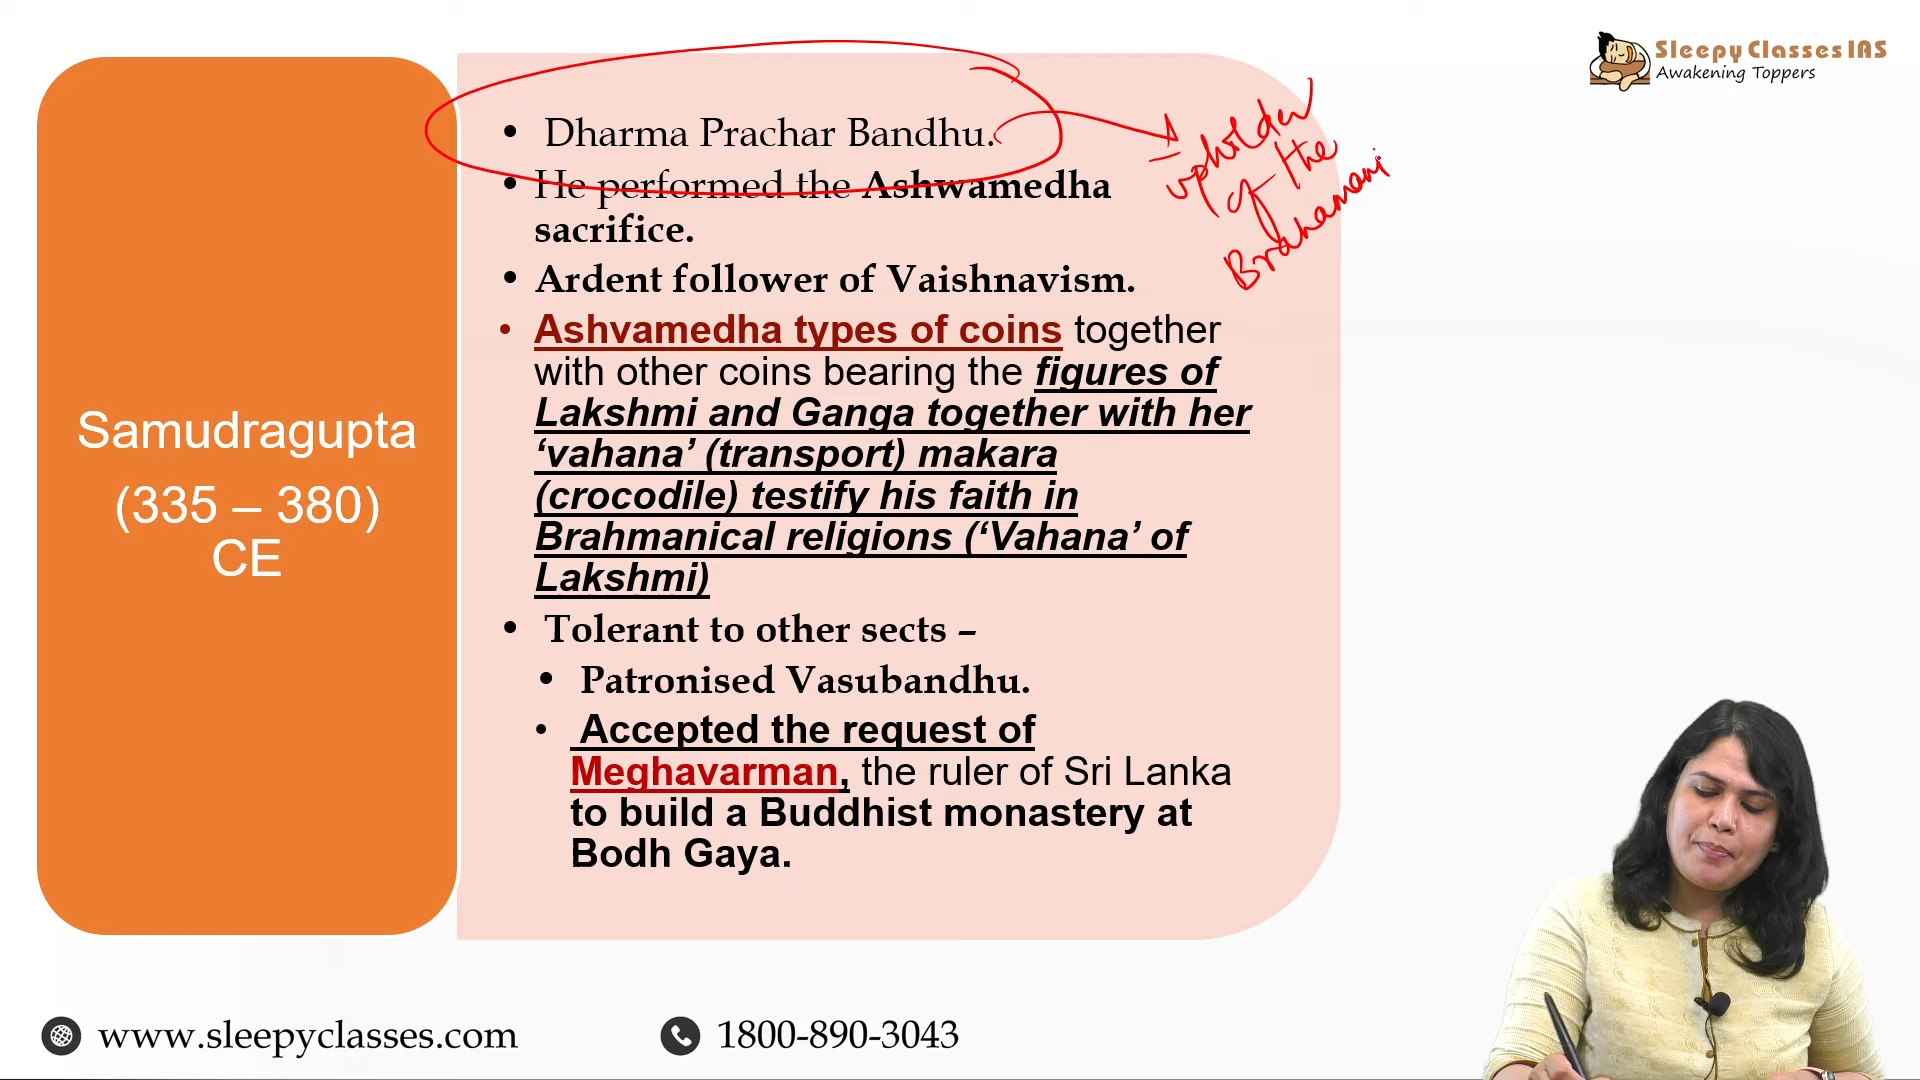 Sleepy Classes IAS
Awakening Toppers
Samudragupta
(335 – 380)
CE
• Dharma Prachar Bandhu.
• He performed the Ashwamedha
sacrifice.
• Ardent follower of Vaishnavism.
• Ashvamedha types of coins together
with other coins bearing the figures of
Lakshmi and Ganga together with her
‘vahana’ (transport) makara
(crocodile) testify his faith in
Brahmanical religions (‘Vahana’ of
Lakshmi)
• Tolerant to other sects –
• Patronised Vasubandhu.
• Accepted the request of
Meghavarman, the ruler of Sri Lanka
to build a Buddhist monastery at
Bodh Gaya.
upholder
of the
Brahamani
www.sleepyclasses.com
1800-890-3043